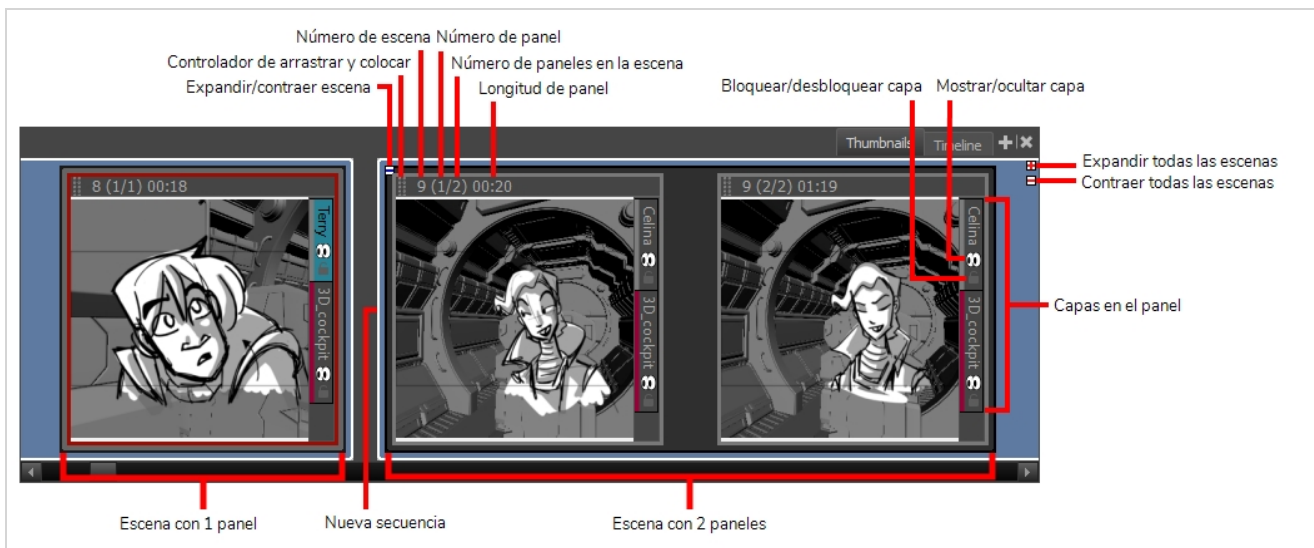 Número de escena Número de panel
Controlador de arrastrar y colocar Número de paneles en la escena
Expandir/contraer escena Longitud de panel Bloquear/desbloquear capa Mostrar/ocultar capa
Thumbnails Timeline
Expandir todas las escenas
Contraer todas las escenas
8 (1/1) 00:18 9 (1/2) 00:20 9 (2/2) 01:19
Terry Celina Celina
3D_cockpit 3D_cockpit 3D_cockpit
Capas en el panel
Escena con 1 panel Nueva secuencia Escena con 2 paneles